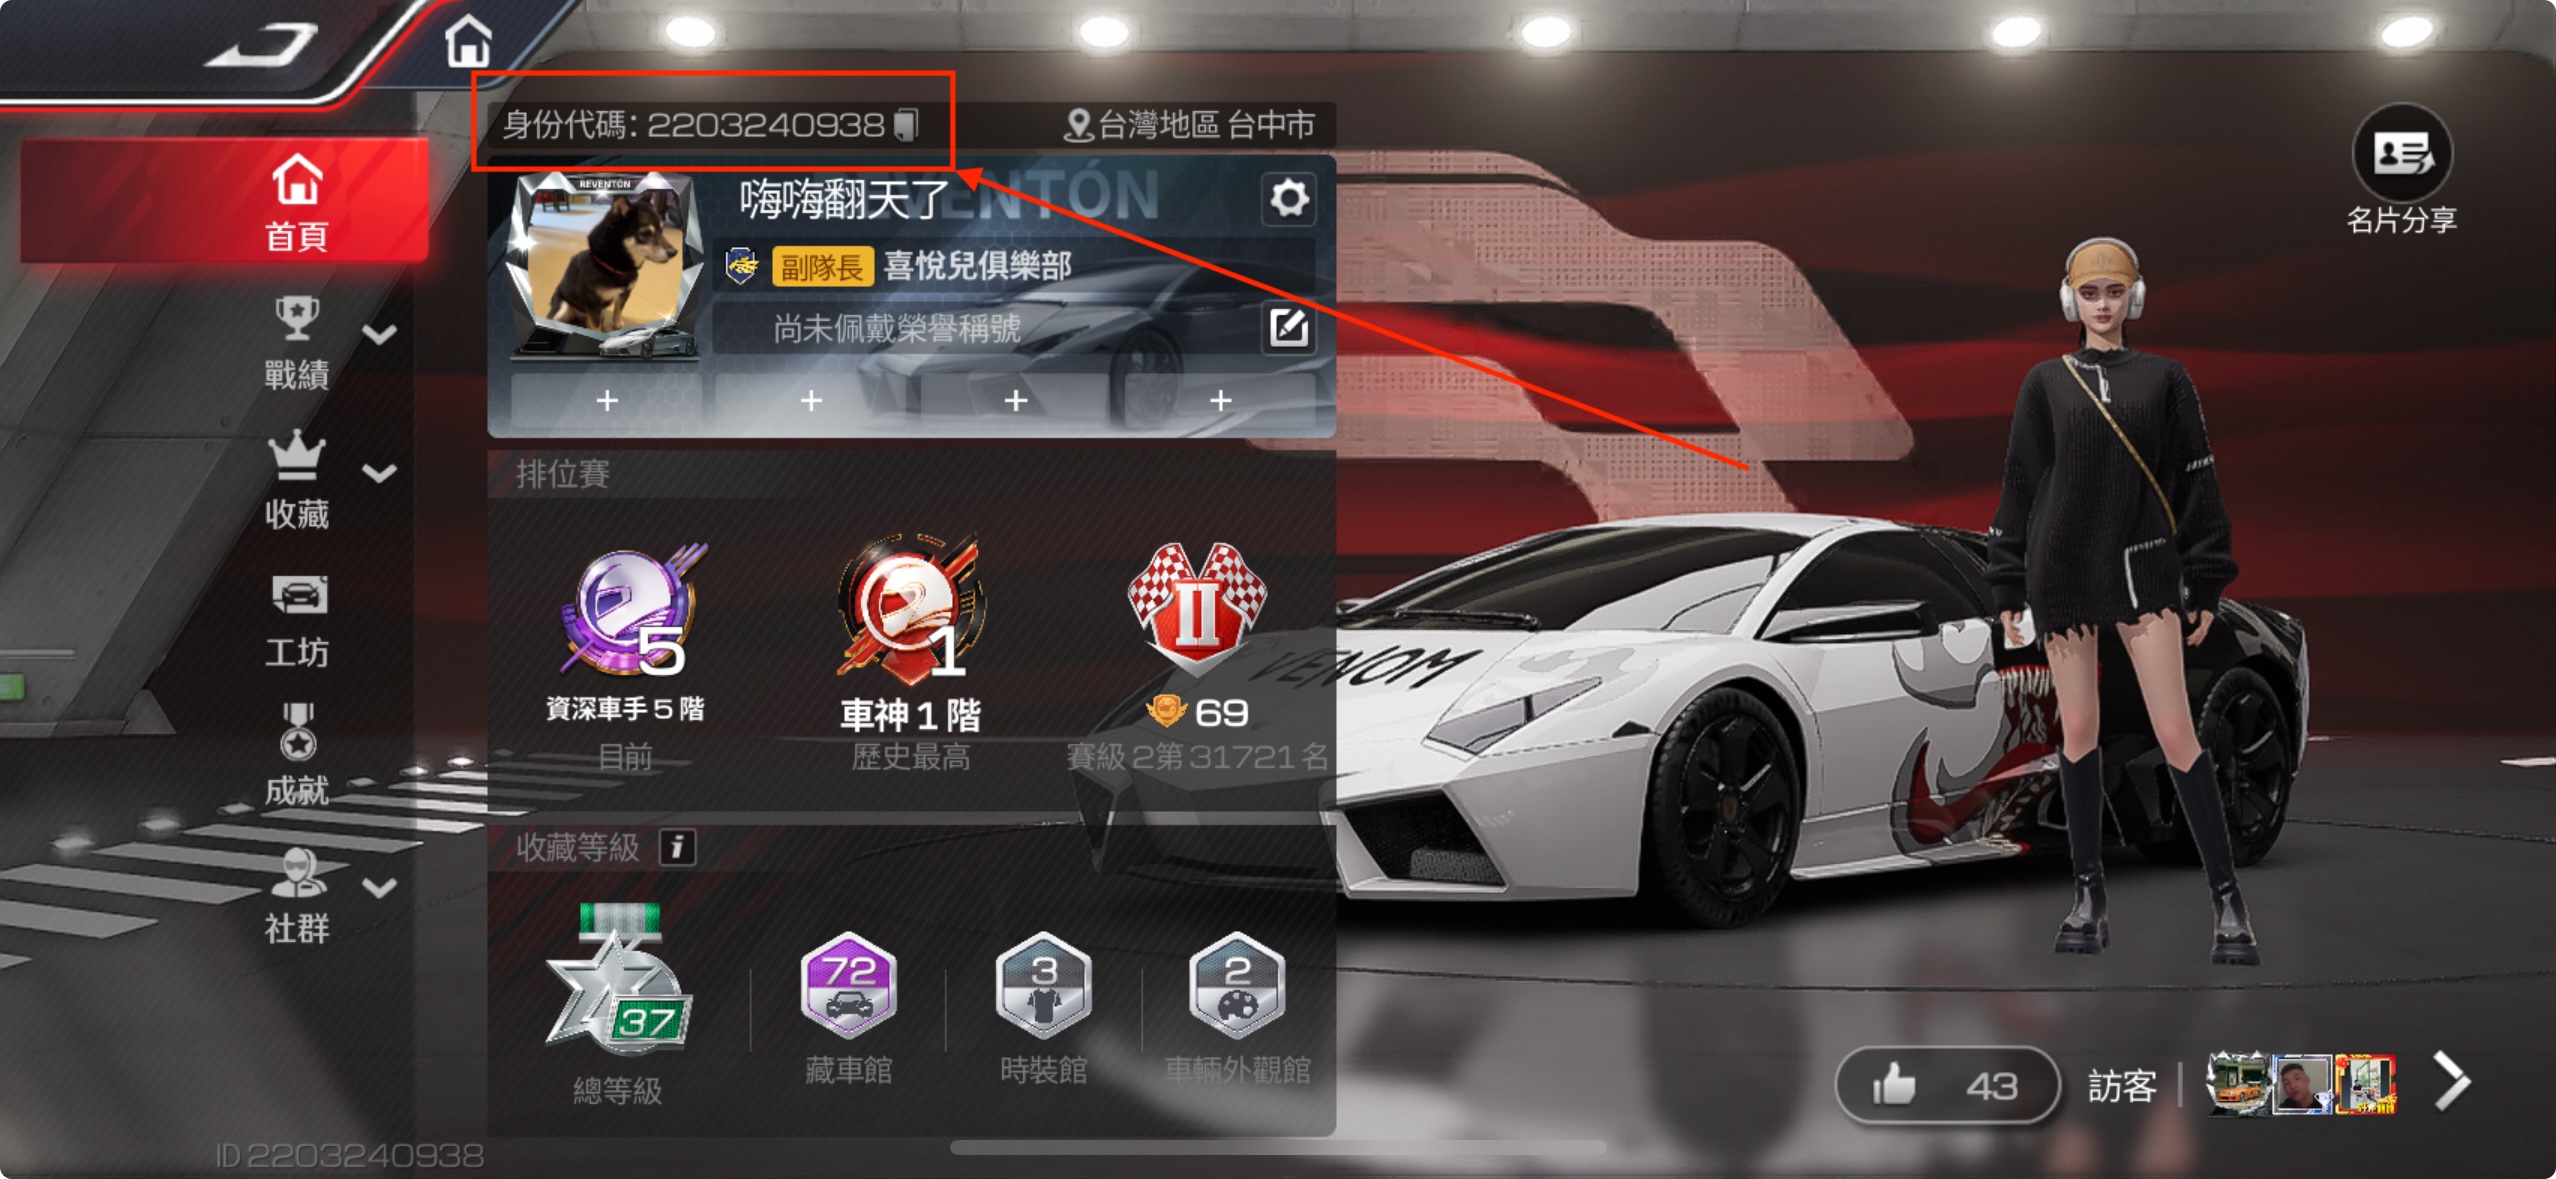 身份代碼: 2203240938
台灣地區 台中市
名片分享
首頁
戰績
收藏
工坊
成就
社群
REVENTÓN
REVENTÓN
嗨嗨翻天了
副隊長 喜悅兒俱樂部
尚未佩戴榮譽稱號
+ + + +
排位賽
5
資深車手 5 階
目前
1
車神 1 階
歷史最高
II
69
賽級 2第 31721 名
VENOM
收藏等級 i
37
總等級
72
藏車館
3
時裝館
2
車輛外觀館
43
訪客
ID 2203240938